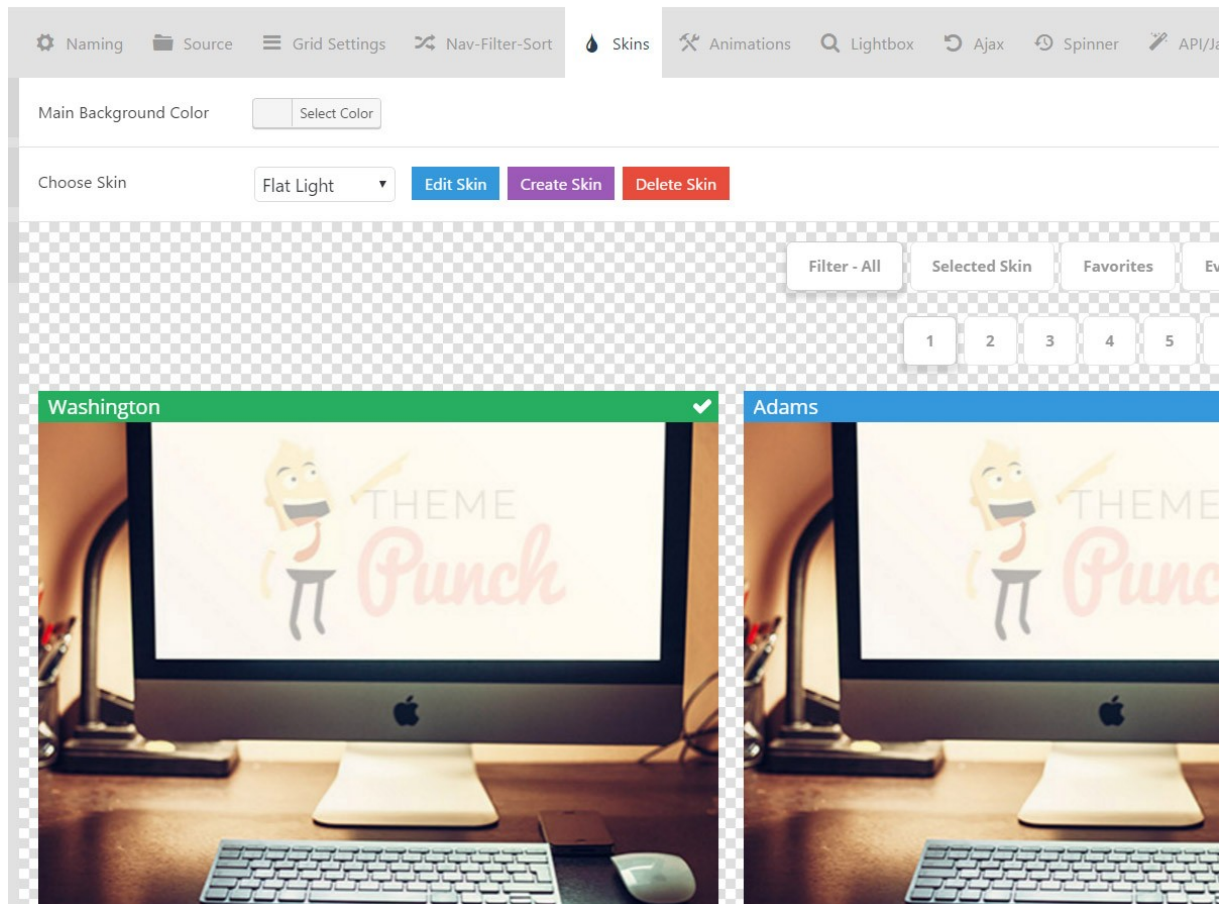 Naming Source Grid Settings Nav-Filter-Sort Skins Animations Lightbox Ajax Spinner
Main Background Color Select Color
Choose Skin Flat Light Edit Skin Create Skin Delete Skin
Filter - All Selected Skin Favorites
1 2 3 4 5
Washington Adams
THEME THEME
Punch